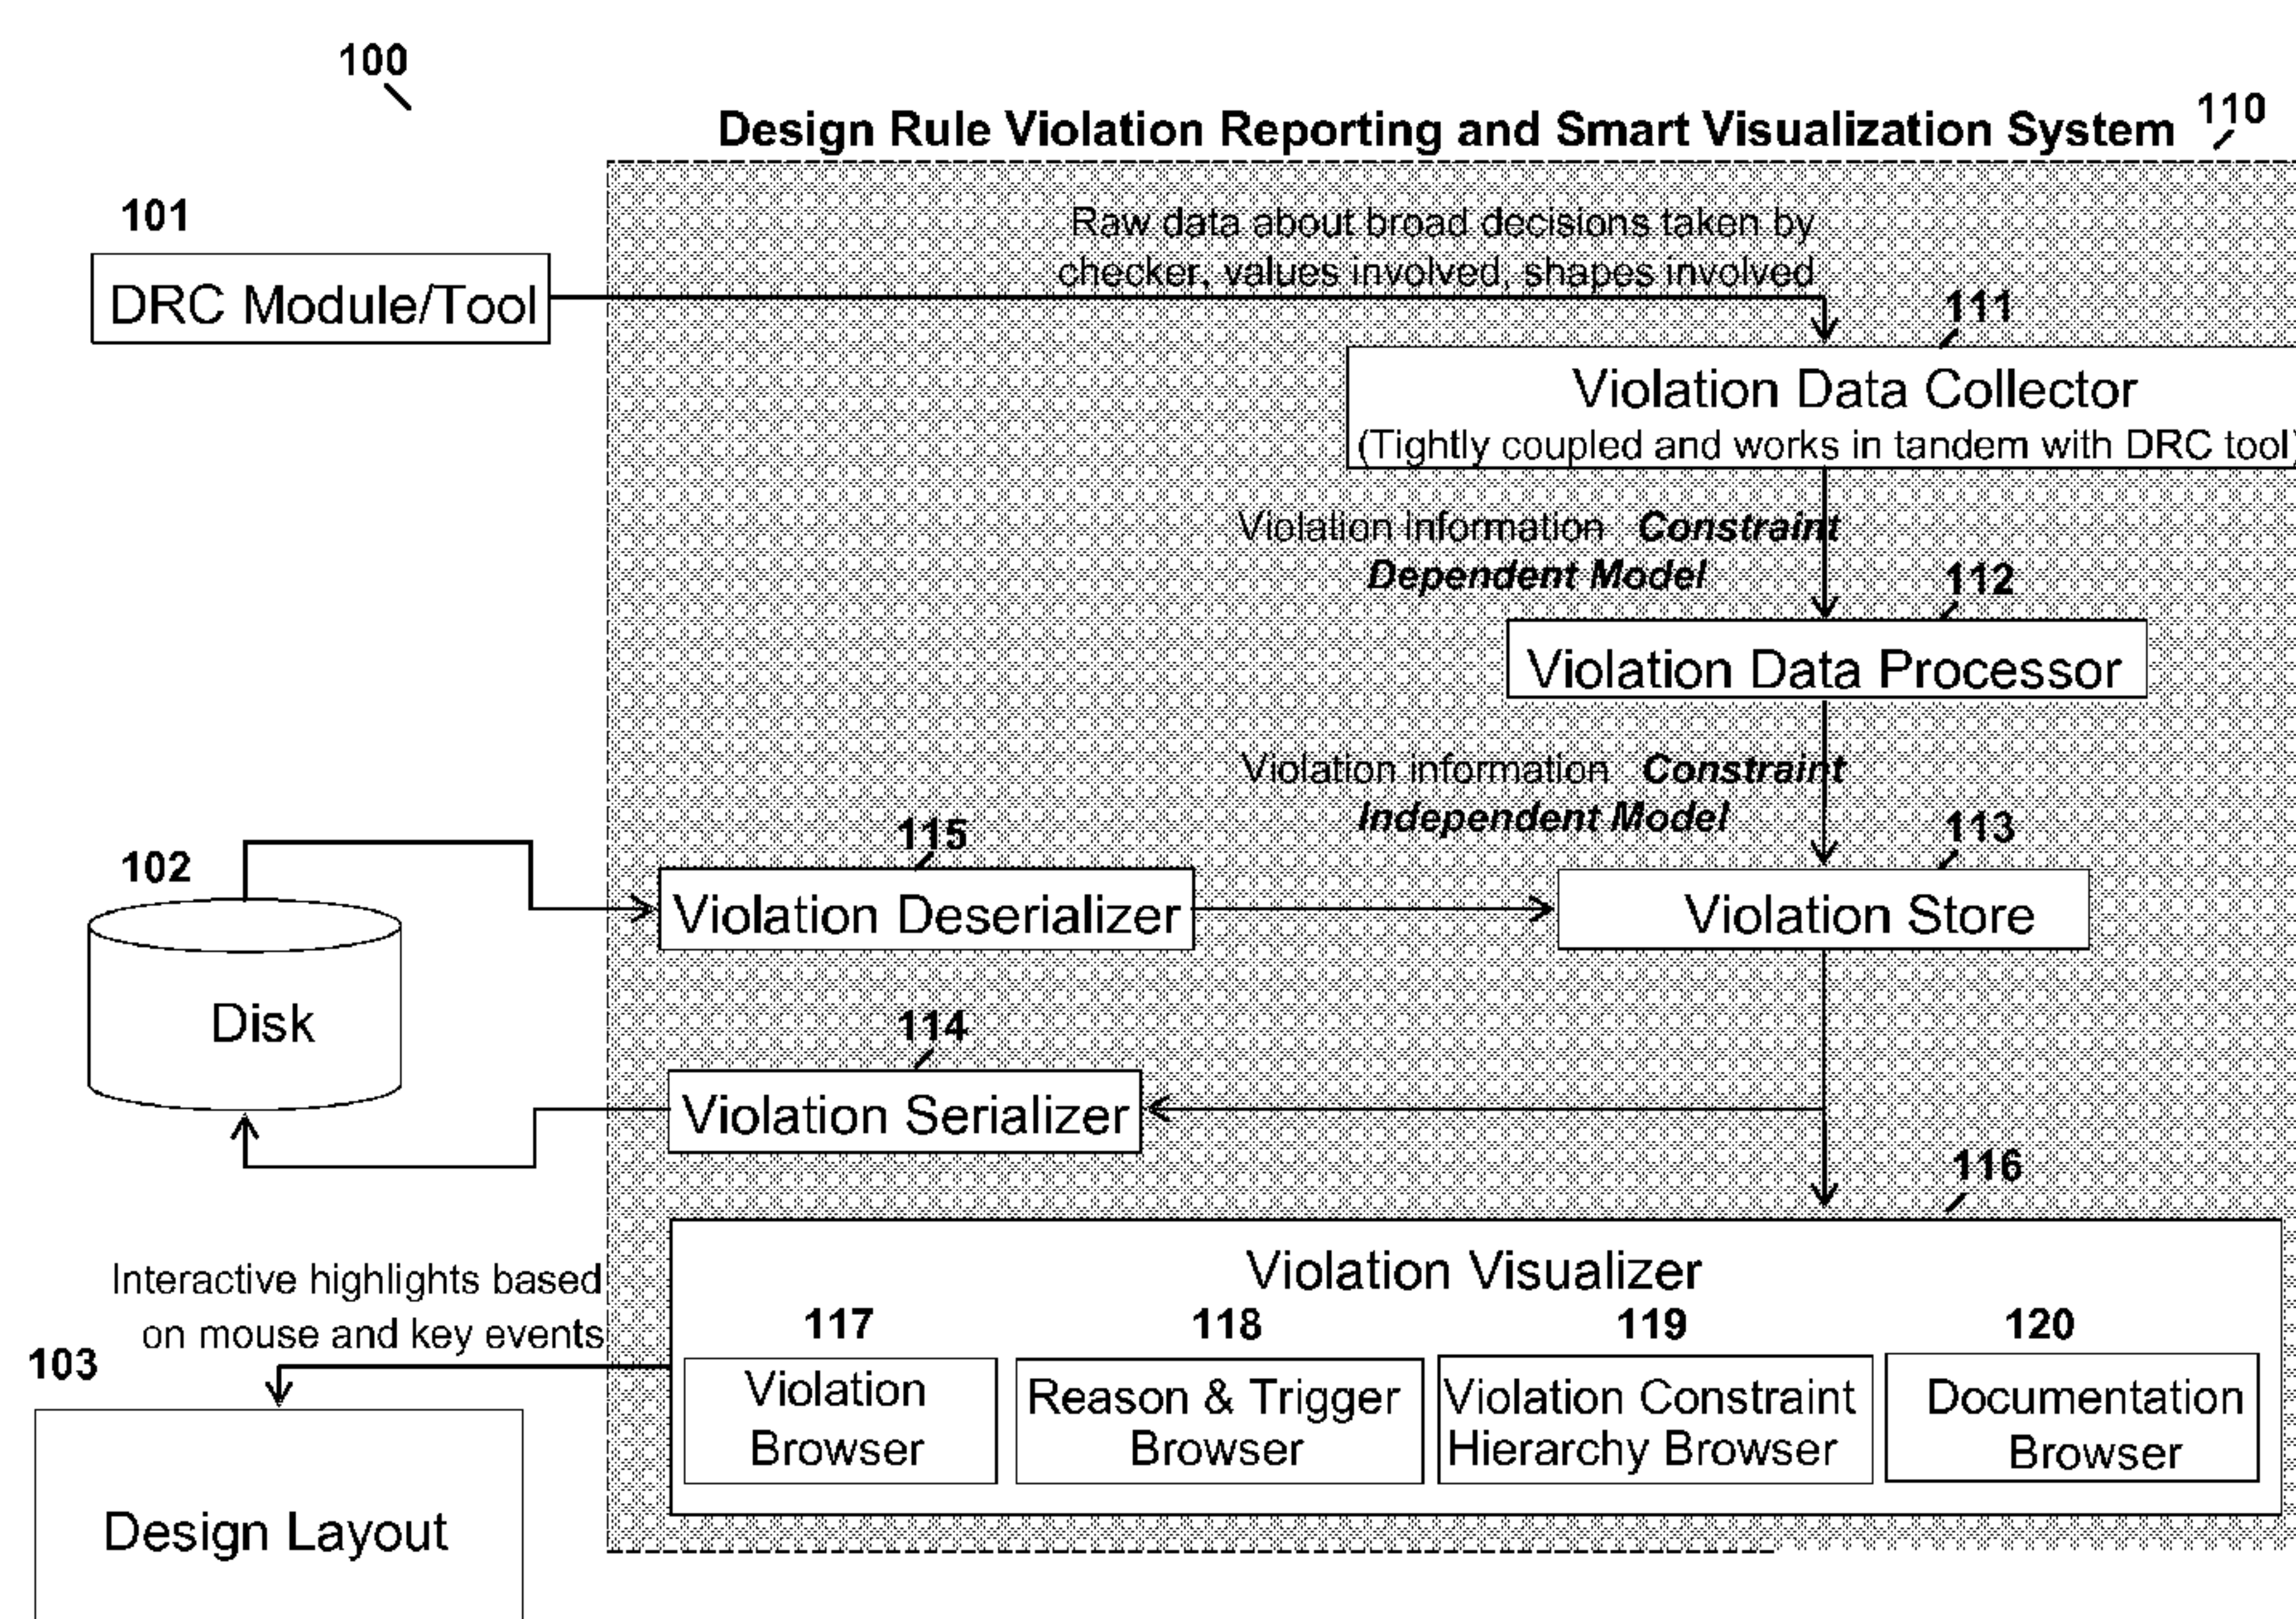 100
Design Rule Violation Reporting and Smart Visualization System
110
101
DRC Module/Tool
Raw data about broad decisions taken by
checker, values involved, shapes involved
111
Violation Data Collector
(Tightly coupled and works in tandem with DRC tool)
Violation information Constraint
Dependent Model
112
Violation Data Processor
Violation information Constraint
Independent Model
113
Violation Store
115
Violation Deserializer
102
Disk
114
Violation Serializer
116
Violation Visualizer
117
Violation
Browser
118
Reason & Trigger
Browser
119
Violation Constraint
Hierarchy Browser
120
Documentation
Browser
Interactive highlights based
on mouse and key events
103
Design Layout